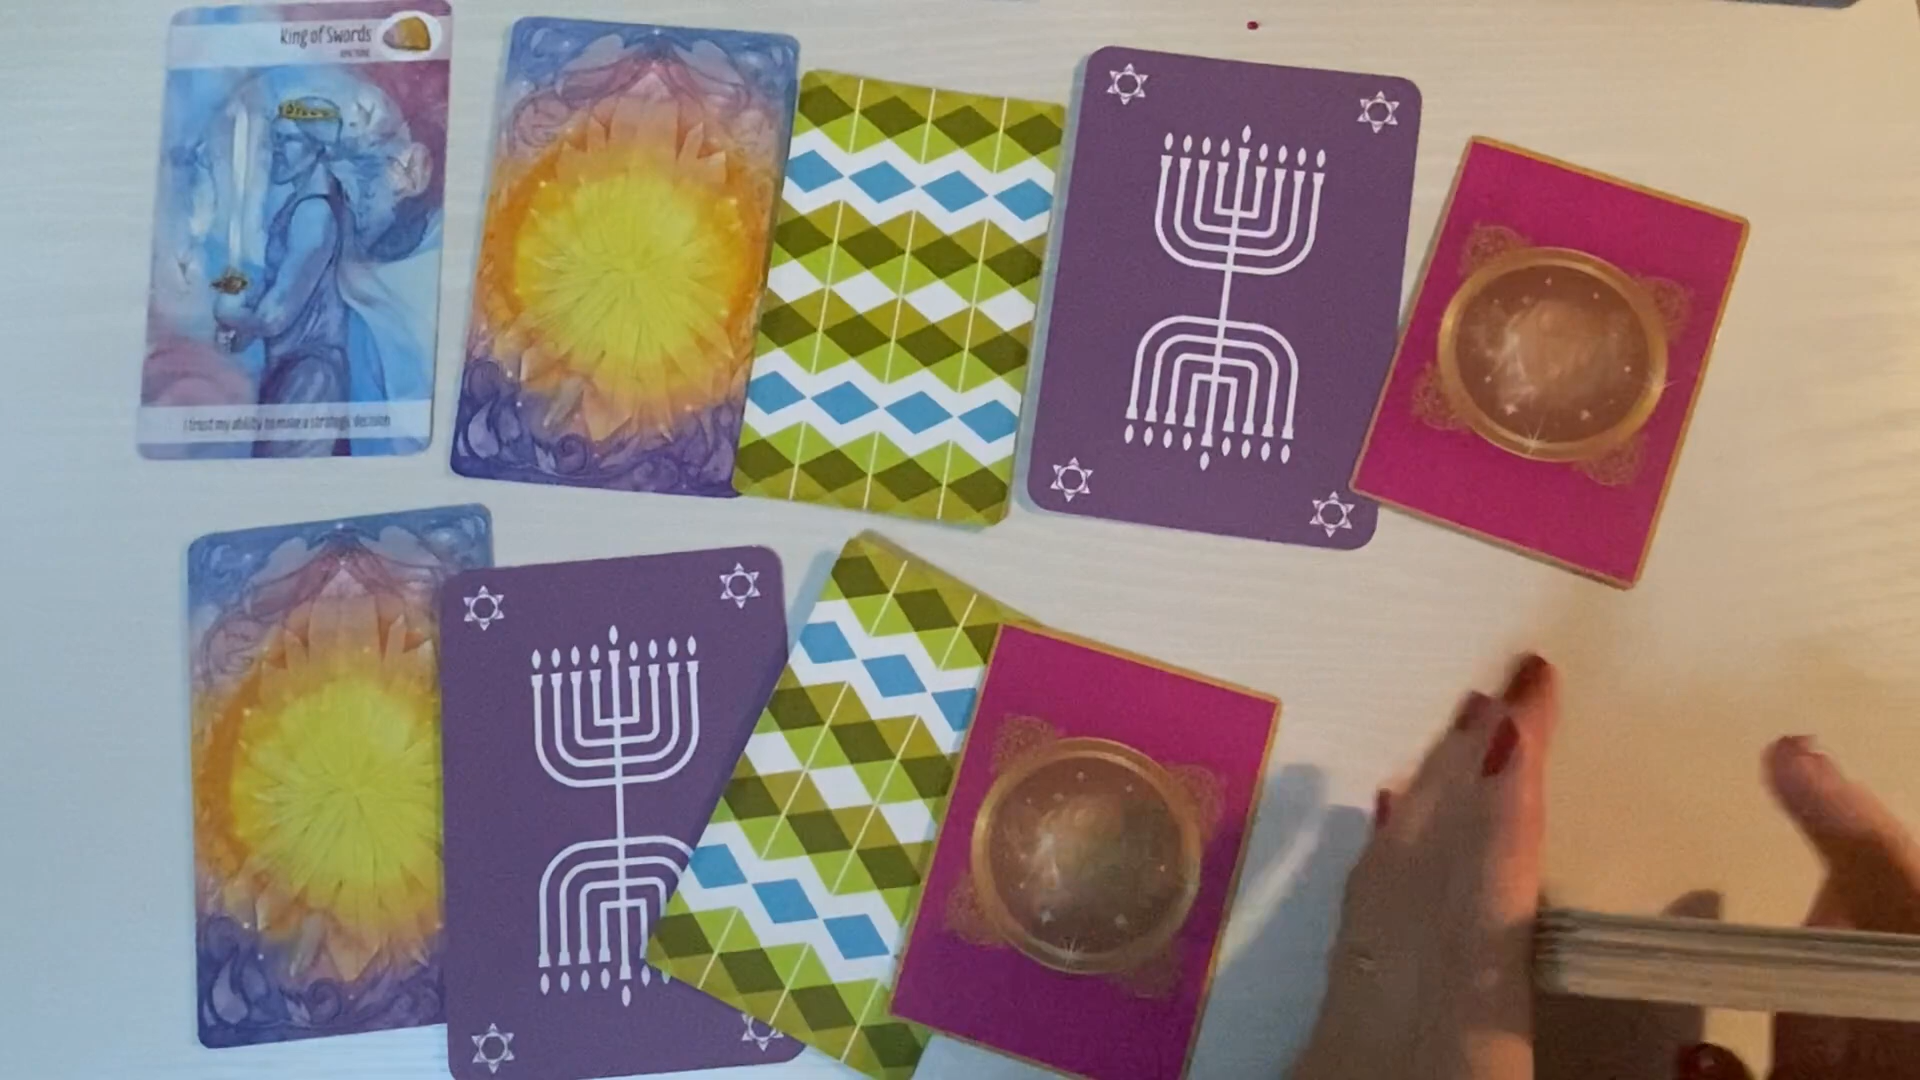 King of Swords
I trust my ability to make a strategic decision